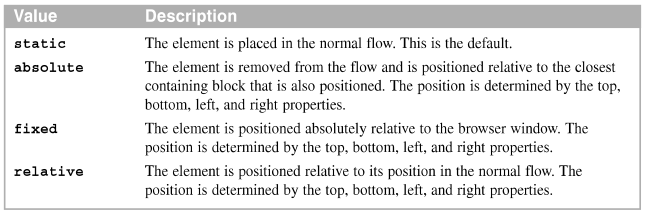 Value Description
static The element is placed in the normal flow. This is the default.
absolute The element is removed from the flow and is positioned relative to the closest
containing block that is also positioned. The position is determined by the top,
bottom, left, and right properties.
fixed The element is positioned absolutely relative to the browser window. The
position is determined by the top, bottom, left, and right properties.
relative The element is positioned relative to its position in the normal flow. The
position is determined by the top, bottom, left, and right properties.